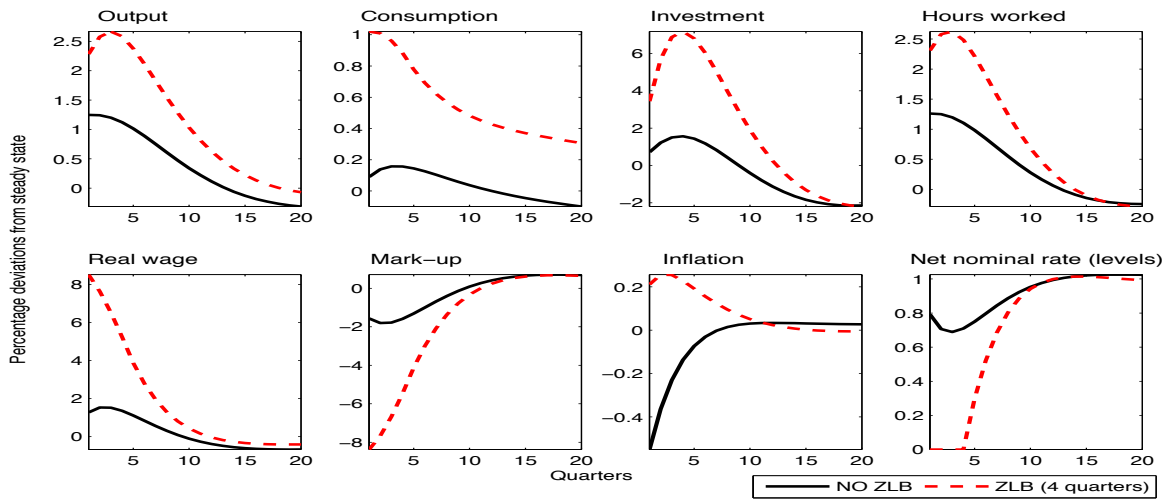 Output
Consumption
Investment
Hours worked
Percentage deviations from steady state
2.5
2
1.5
1
0.5
0
5 10 15 20
1
0.8
0.6
0.4
0.2
0
5 10 15 20
6
4
2
0
−2
5 10 15 20
2.5
2
1.5
1
0.5
0
5 10 15 20
Real wage
Mark−up
Inflation
Net nominal rate (levels)
8
6
4
2
0
5 10 15 20
0
−2
−4
−6
−8
5 10 15 20
0.2
0
−0.2
−0.4
5 10 15 20
1
0.8
0.6
0.4
0.2
0
5 10 15 20
Quarters
NO ZLB
ZLB (4 quarters)